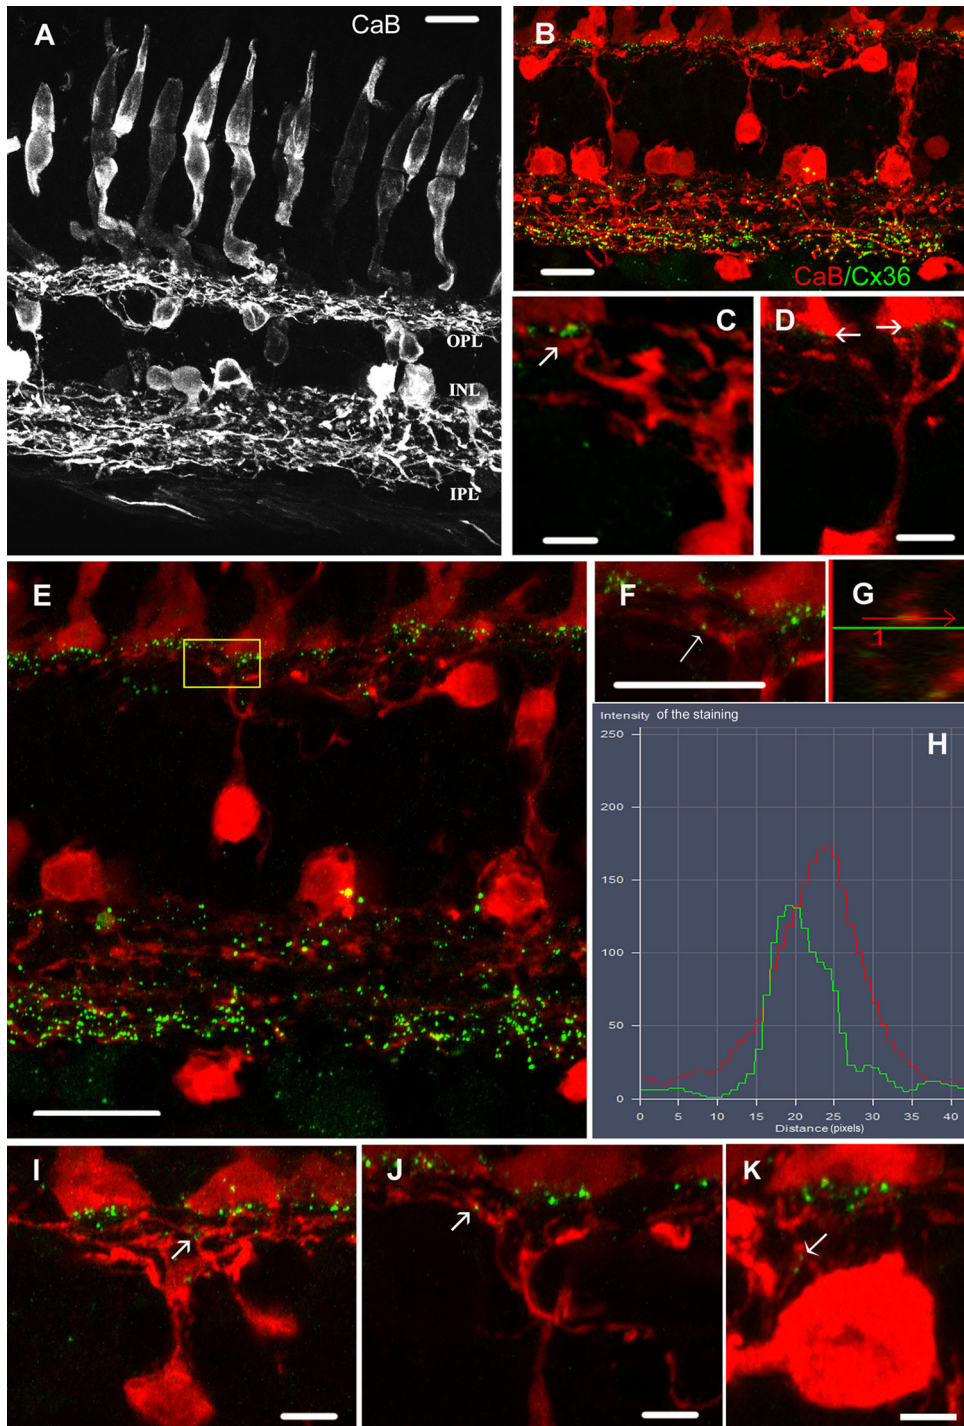 A
CaB
OPL
INL
IPL
B
CaB/Cx36
C
D
E
F
G
1
H
Intensity of the staining
250
200
150
100
50
0
0 5 10 15 20 25 30 35 40
Distance(pixels)
I
J
K